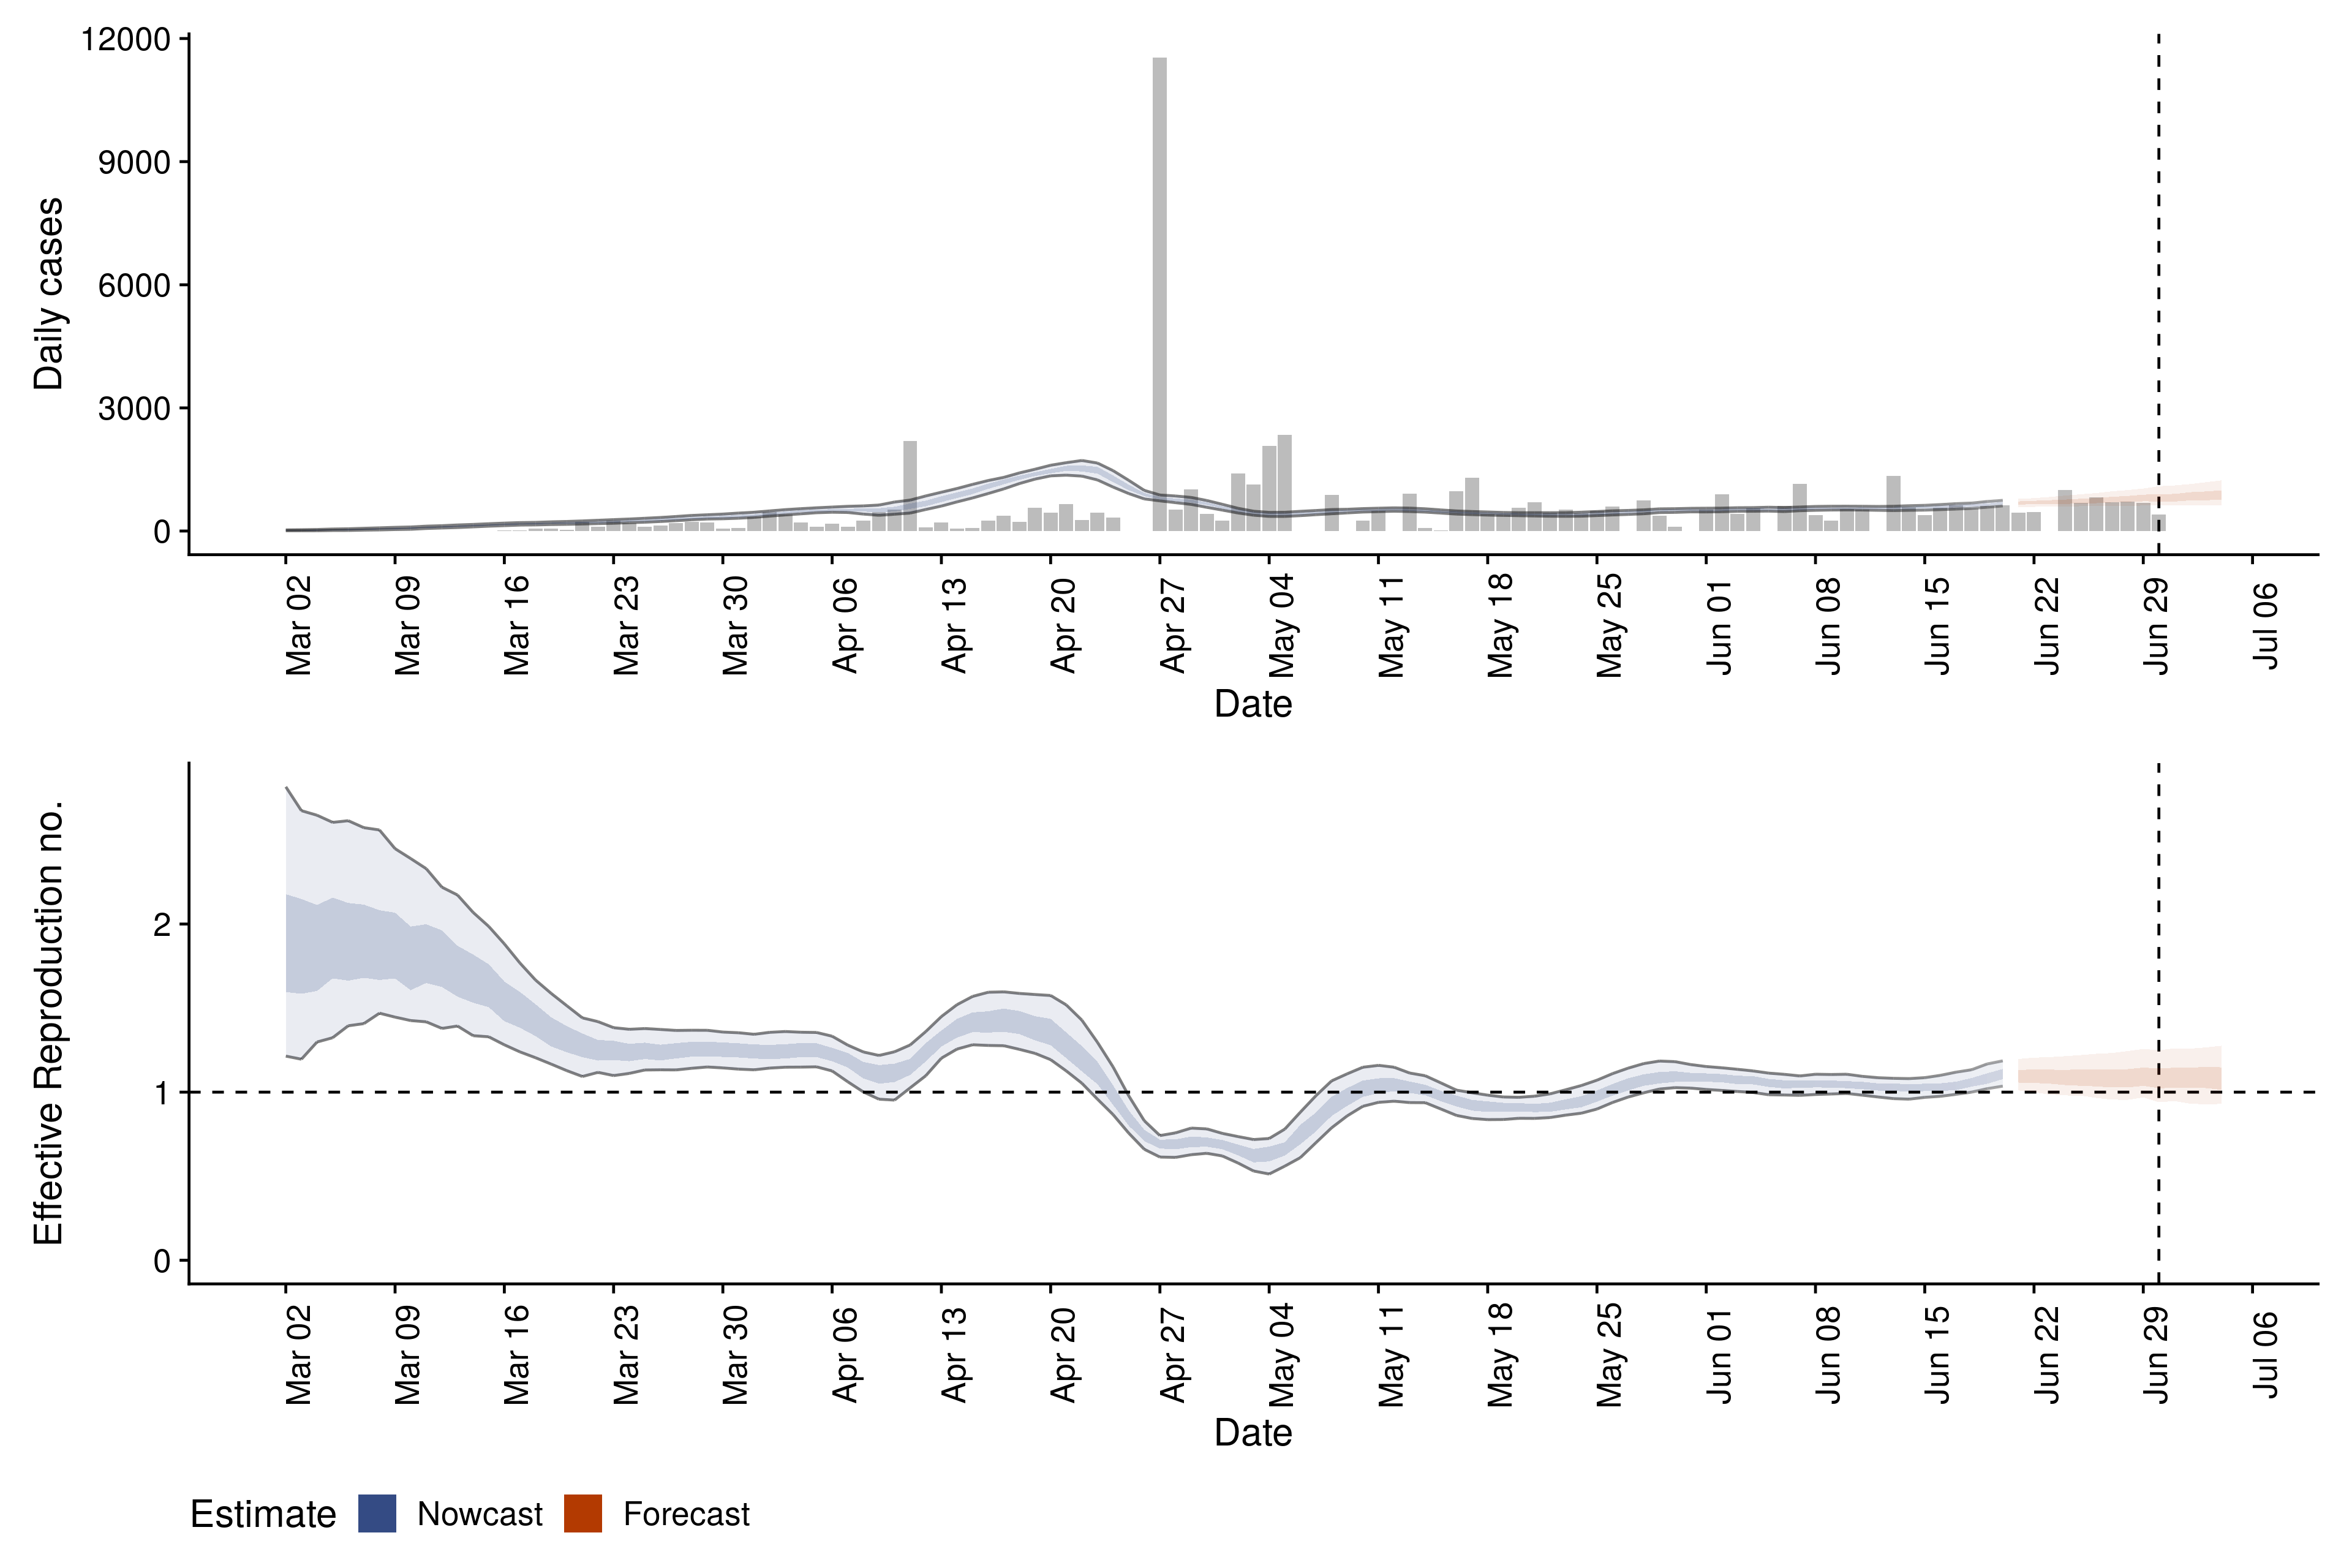 12000
9000
6000
3000
0
Daily cases
Mar 02
Mar 09
Mar 16
Mar 23
Mar 30
Apr 06
Apr 13
Apr 20
Apr 27
May 04
May 11
May 18
May 25
Jun 01
Jun 08
Jun 15
Jun 22
Jun 29
Jul 06
Date
2
1
0
Effective Reproduction no.
Mar 02
Mar 09
Mar 16
Mar 23
Mar 30
Apr 06
Apr 13
Apr 20
Apr 27
May 04
May 11
May 18
May 25
Jun 01
Jun 08
Jun 15
Jun 22
Jun 29
Jul 06
Date
Estimate Nowcast Forecast